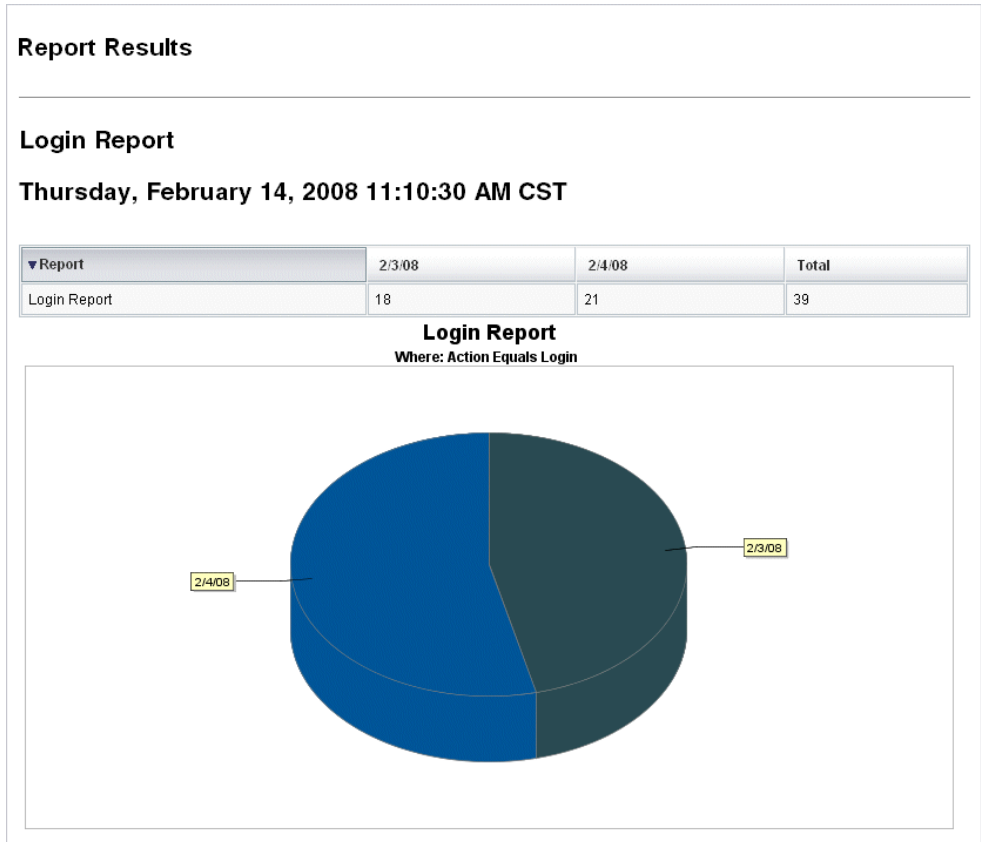 Report Results
Login Report
Thursday, February 14, 2008 11:10:30 AM CST
▼Report 2/3/08 2/4/08 Total
Login Report 18 21 39
Login Report
Where: Action Equals Login
2/3/08
2/4/08